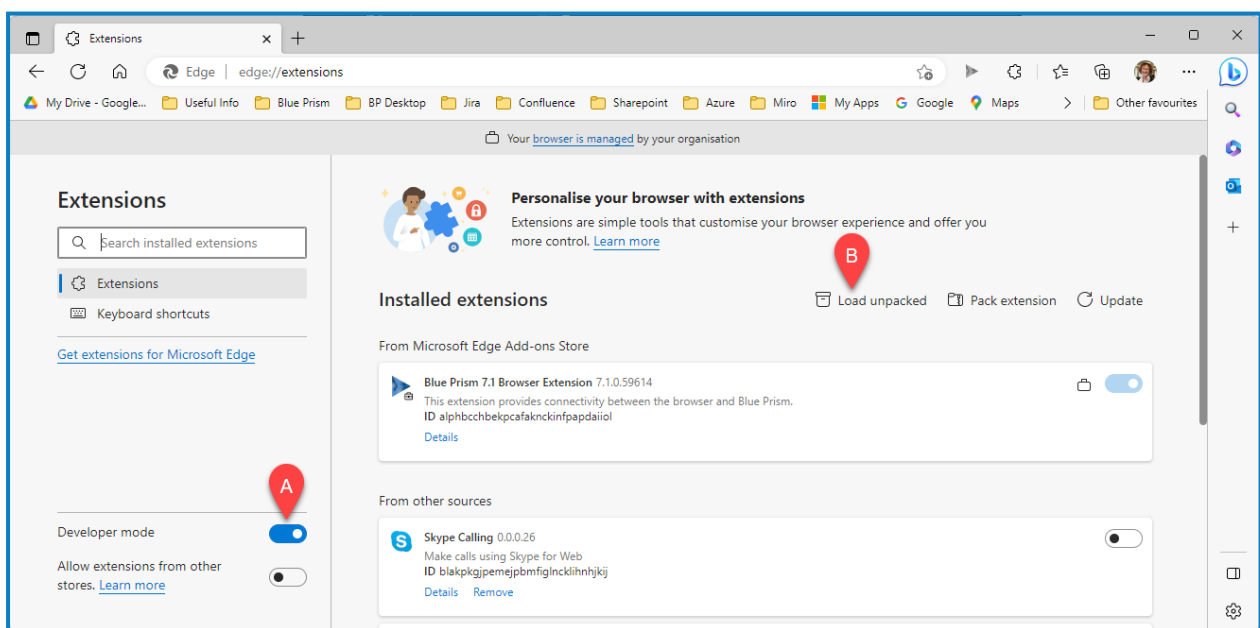 Extensions
Edge | edge://extensions
My Drive - Google... Useful Info Blue Prism BP Desktop Jira Confluence Sharepoint Azure Miro My Apps Google Maps Other favourites
Your browser is managed by your organisation
Extensions
Search installed extensions
Extensions
Keyboard shortcuts
Get extensions for Microsoft Edge
A
Developer mode
Allow extensions from other
stores. Learn more
Personalise your browser with extensions
Extensions are simple tools that customise your browser experience and offer you
more control. Learn more
B
Installed extensions
Load unpacked Pack extension Update
From Microsoft Edge Add-ons Store
Blue Prism 7.1 Browser Extension 7.1.0.59614
This extension provides connectivity between the browser and Blue Prism.
ID alphbcchbekpcafaknckinfpapdaiiol
Details
From other sources
Skype Calling 0.0.0.26
Make calls using Skype for Web
ID blakpkgjpemejpbmfiglncklihnhjkij
Details Remove